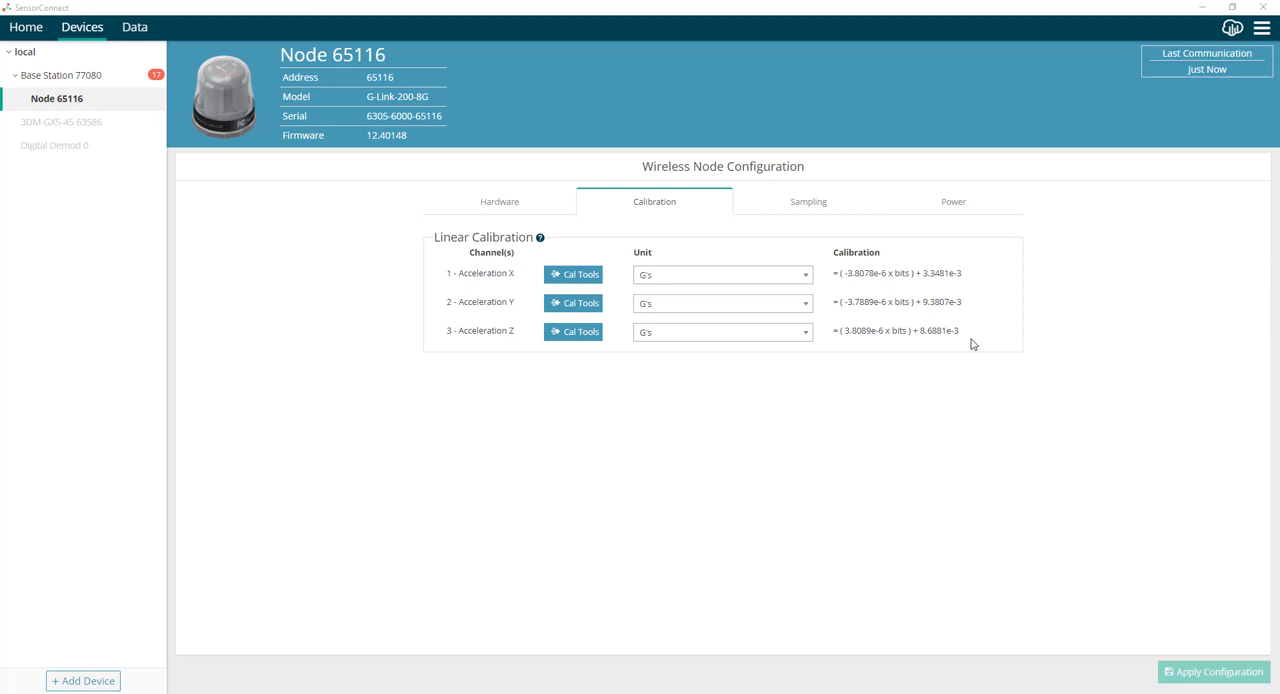 SensorConnect
Home Devices Data
local
Base Station 77080 17
Node 65116
3DM-GX5-45 63586
Digital Demod 0
+ Add Device
Node 65116
Address 65116
Model G-Link-200-8G
Serial 6305-6000-65116
Firmware 12.40148
Last Communication
Just Now
Wireless Node Configuration
Hardware Calibration Sampling Power
Linear Calibration ?
Channel(s) Unit Calibration
1 - Acceleration X Cal Tools G's = ( -3.8078e-6 x bits ) + 3.3481e-3
2 - Acceleration Y Cal Tools G's = ( -3.7889e-6 x bits ) + 9.3807e-3
3 - Acceleration Z Cal Tools G's = ( 3.8089e-6 x bits ) + 8.6881e-3
Apply Configuration